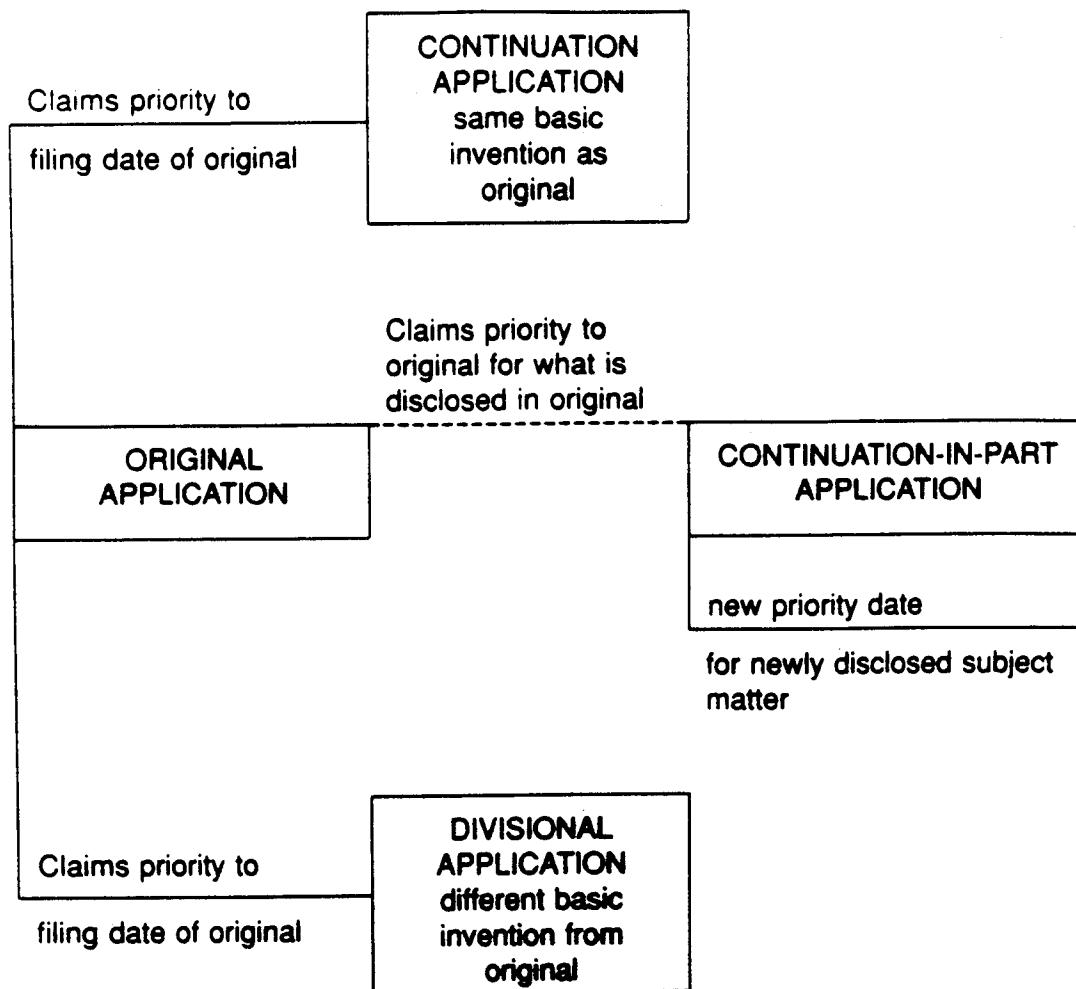 CONTINUATION
APPLICATION
same basic
invention as
original
Claims priority to
filing date of original
Claims priority to
original for what is
disclosed in original
ORIGINAL
APPLICATION
CONTINUATION-IN-PART
APPLICATION
new priority date
for newly disclosed subject
matter
DIVISIONAL
APPLICATION
different basic
invention from
original
Claims priority to
filing date of original